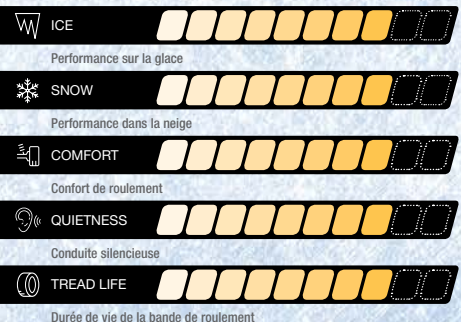 ICE
Performance sur la glace
SNOW
Performance dans la neige
COMFORT
Confort de roulement
QUIETNESS
Conduite silencieuse
TREAD LIFE
Durée de vie de la bande de roulement